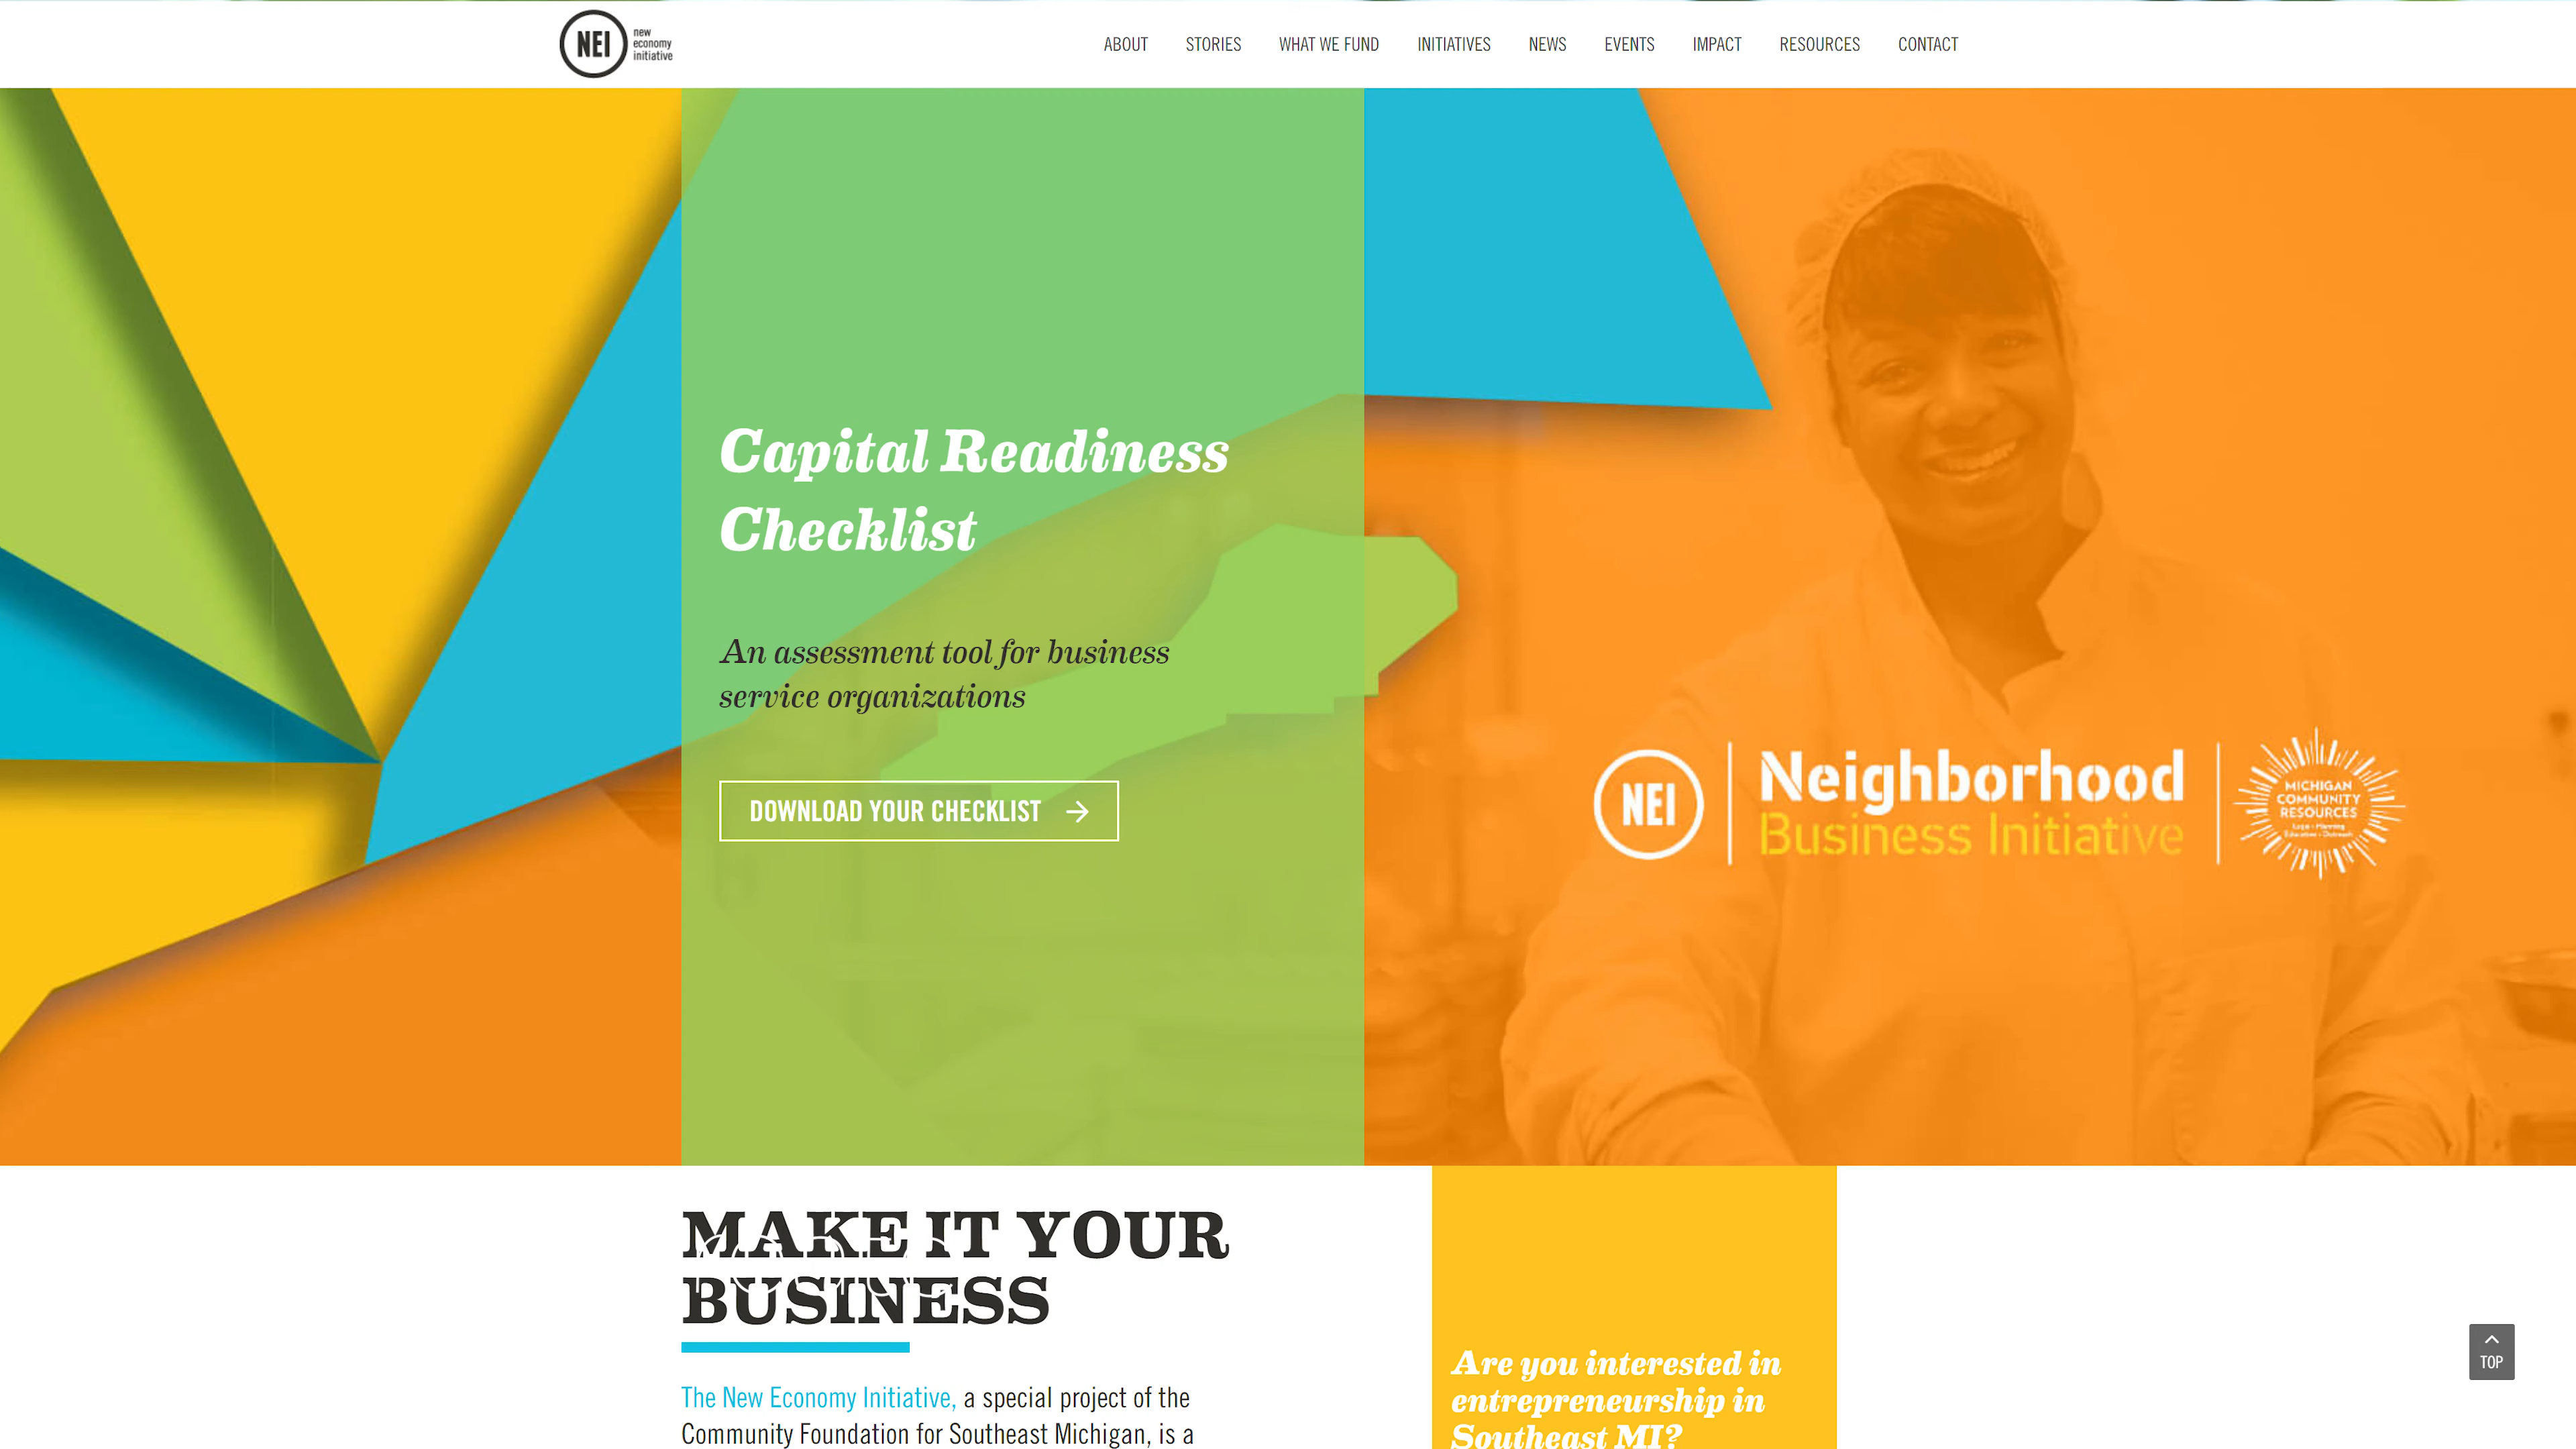 NEI
new
economy
initiative
ABOUT STORIES WHAT WE FUND INITIATIVES NEWS EVENTS IMPACT RESOURCES CONTACT
Capital Readiness
Checklist
An assessment tool for business
service organizations
DOWNLOAD YOUR CHECKLIST
NEI
Neighborhood
Business Initiative
MICHIGAN
COMMUNITY
RESOURCES
MAKE IT YOUR
BUSINESS
The New Economy Initiative, a special project of the
Community Foundation for Southeast Michigan, is a
Are you interested in
entrepreneurship in
Southeast MI?
TOP